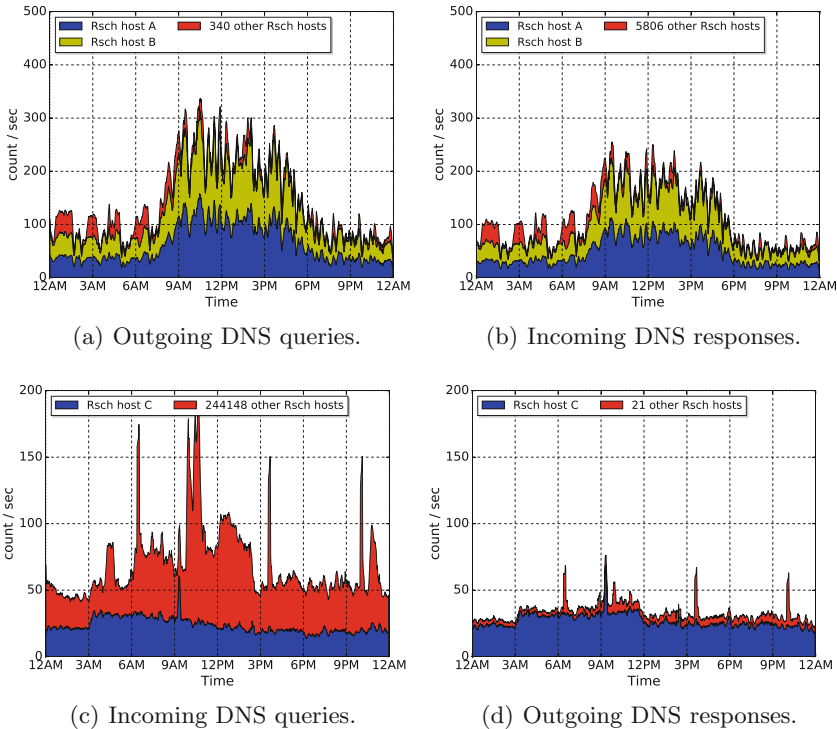 500
400
300
200
100
0
count / sec
Rsch host A
Rsch host B
340 other Rsch hosts
12AM 3AM 6AM 9AM 12PM 3PM 6PM 9PM 12AM
Time
(a) Outgoing DNS queries.
500
400
300
200
100
0
count / sec
Rsch host A
Rsch host B
5806 other Rsch hosts
12AM 3AM 6AM 9AM 12PM 3PM 6PM 9PM 12AM
Time
(b) Incoming DNS responses.
200
150
100
50
0
count / sec
Rsch host C
244148 other Rsch hosts
12AM 3AM 6AM 9AM 12PM 3PM 6PM 9PM 12AM
Time
(c) Incoming DNS queries.
200
150
100
50
0
count / sec
Rsch host C
21 other Rsch hosts
12AM 3AM 6AM 9AM 12PM 3PM 6PM 9PM 12AM
Time
(d) Outgoing DNS responses.